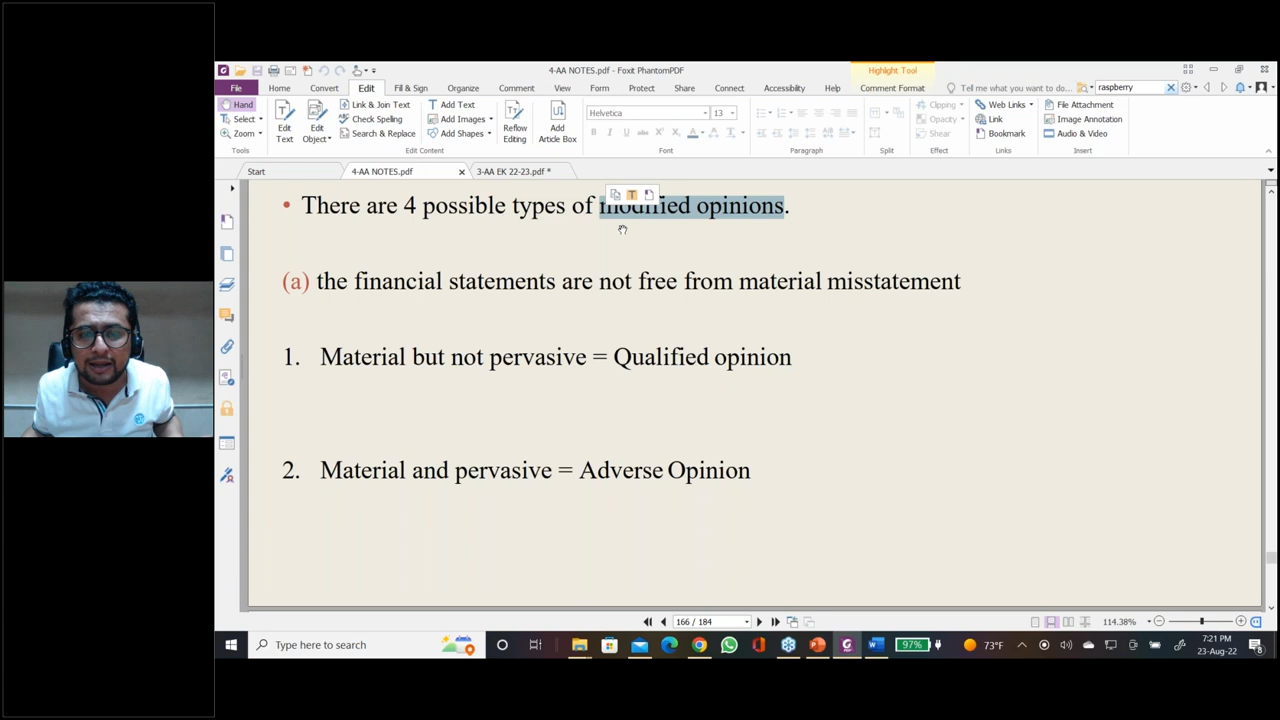 4-AA NOTES.pdf - Foxit PhantomPDF
Highlight Tool
File Home Convert Edit Fill & Sign Organize Comment View Form Protect Share Connect Accessibility Help Comment Format Tell me what you want to do.. raspberry
Hand
Select
Zoom
Tools
Edit Text
Edit Object
Link & Join Text
Check Spelling
Search & Replace
Edit Content
Add Text
Add Images
Add Shapes
Reflow Editing
Add Article Box
Helvetica 13
Font
Paragraph
Split
Clipping
Opacity
Shear
Effect
Web Links
Link
Bookmark
Links
File Attachment
Image Annotation
Audio & Video
Insert
Start 4-AA NOTES.pdf 3-AA EK 22-23.pdf *
• There are 4 possible types of modified opinions.
(a) the financial statements are not free from material misstatement
1. Material but not pervasive = Qualified opinion
2. Material and pervasive = Adverse Opinion
166 / 184
114.38%
Type here to search
97%
73°F
7:21 PM
23-Aug-22